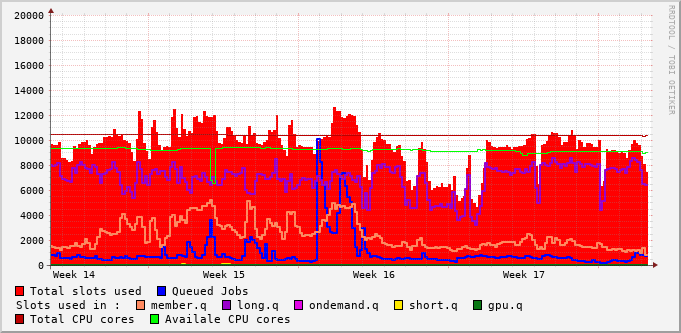 RRDTOOL / TOBI OETIKER
20000
18000
16000
14000
12000
10000
8000
6000
4000
2000
0
Week 14 Week 15 Week 16 Week 17
Total slots used Queued Jobs
Slots used in : member.q long.q ondemand.q short.q gpu.q
Total CPU cores Availale CPU cores